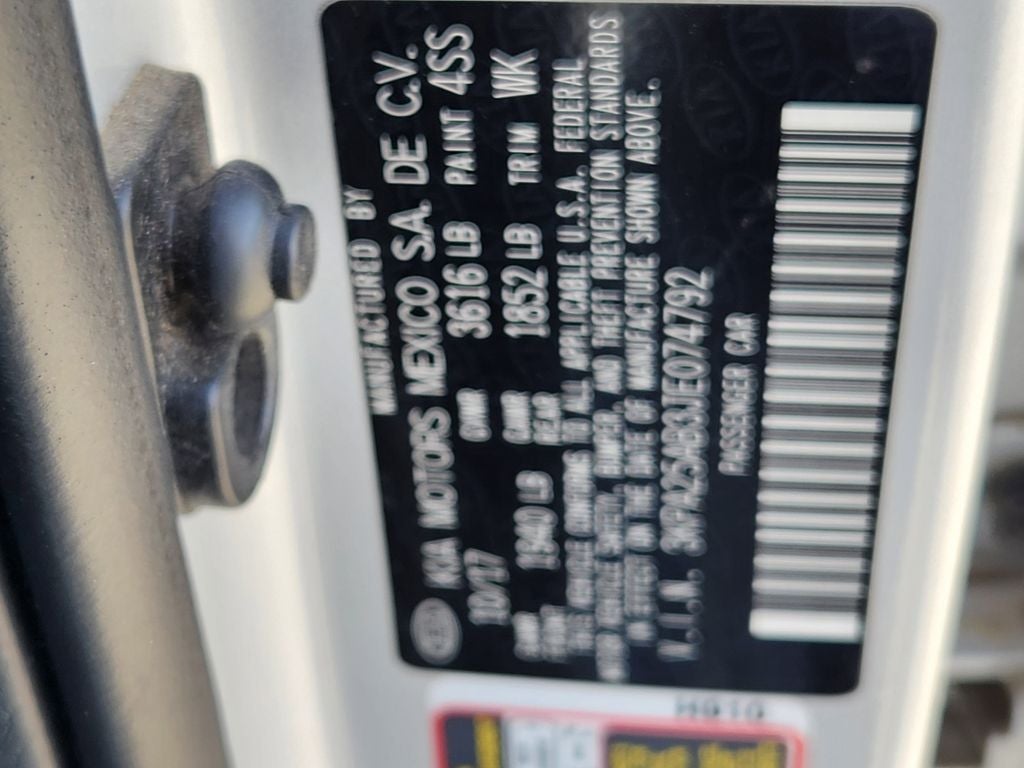 MANUFACTURED BY
KIA MOTORS MEXICO S.A. DE C.V.
10/17 GVWR 3616 LB PAINT 4SS
GAWR FRONT 1940 LB GAWR REAR 1852 LB TRIM WK
THIS VEHICLE CONFORMS TO ALL APPLICABLE U.S.A. FEDERAL
MOTOR VEHICLE SAFETY, BUMPER, AND THEFT PREVENTION STANDARDS
IN EFFECT ON THE DATE OF MANUFACTURE SHOWN ABOVE.
V.I.N. 3KPA25AB3JE074792
PASSENGER CAR
H910